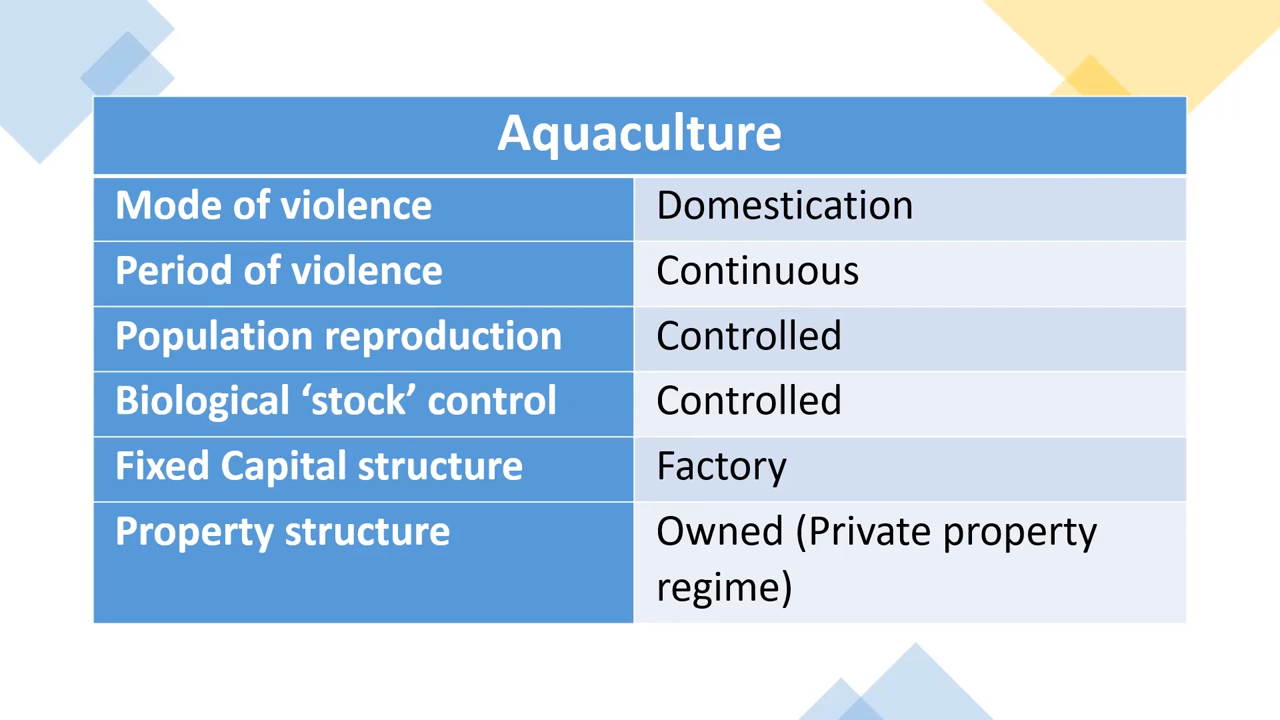 Aquaculture
Mode of violence
Domestication
Period of violence
Continuous
Population reproduction
Controlled
Biological ‘stock’ control
Controlled
Fixed Capital structure
Factory
Property structure
Owned (Private property
regime)